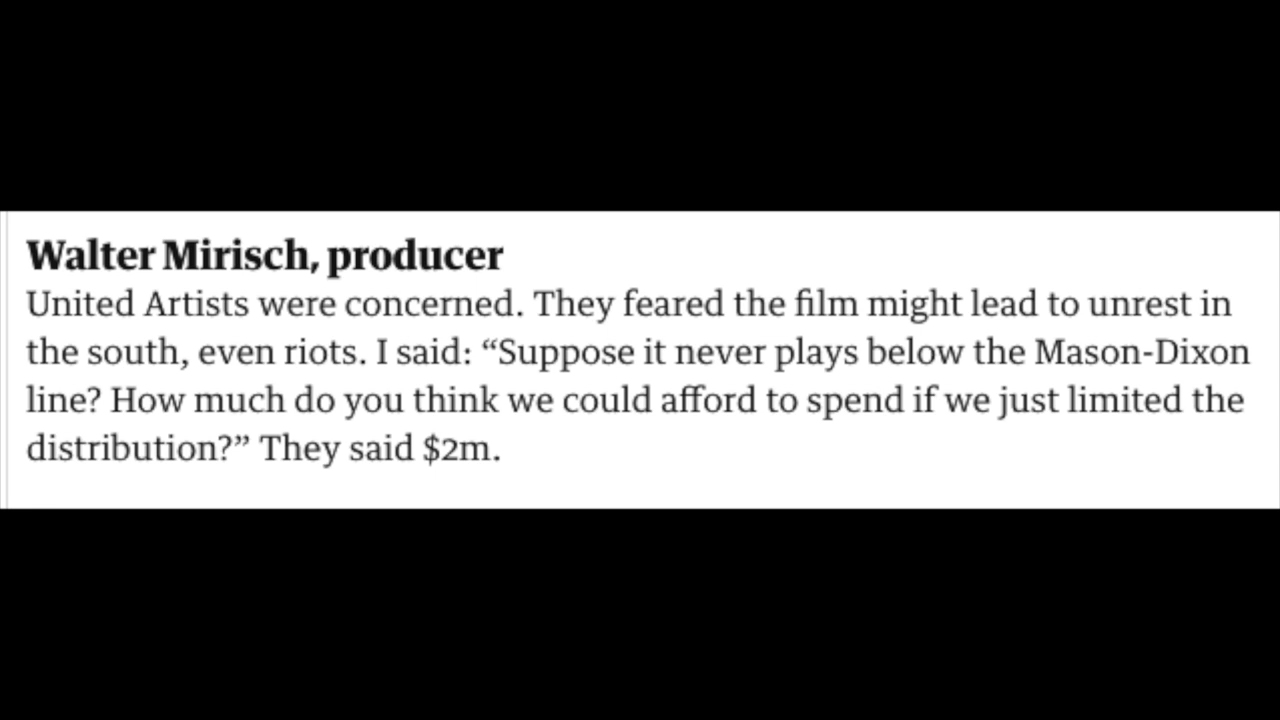 Walter Mirisch, producer
United Artists were concerned. They feared the film might lead to unrest in
the south, even riots. I said: “Suppose it never plays below the Mason-Dixon
line? How much do you think we could afford to spend if we just limited the
distribution?” They said $2m.